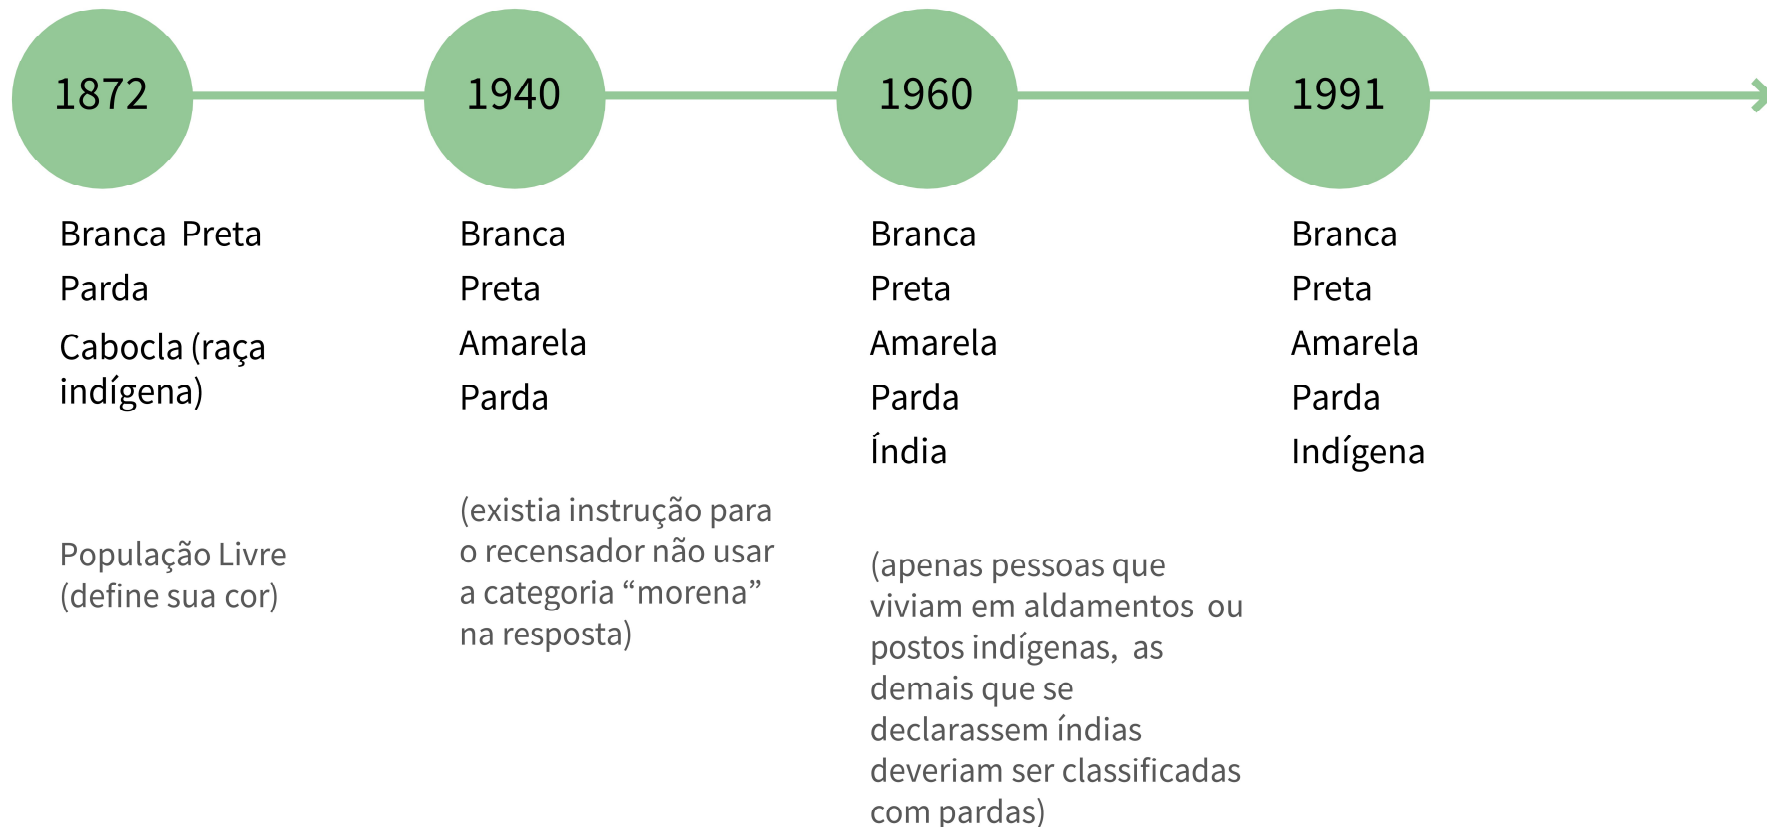 1872
1940
1960
1991
Branca Preta
Parda
Cabocla (raça
indígena)
População Livre
(define sua cor)
Branca
Preta
Amarela
Parda
(existia instrução para
o recensador não usar
a categoria “morena”
na resposta)
Branca
Preta
Amarela
Parda
Índia
(apenas pessoas que
viviam em aldamentos ou
postos indígenas, as
demais que se
declarassem índias
deveriam ser classificadas
com pardas)
Branca
Preta
Amarela
Parda
Indígena